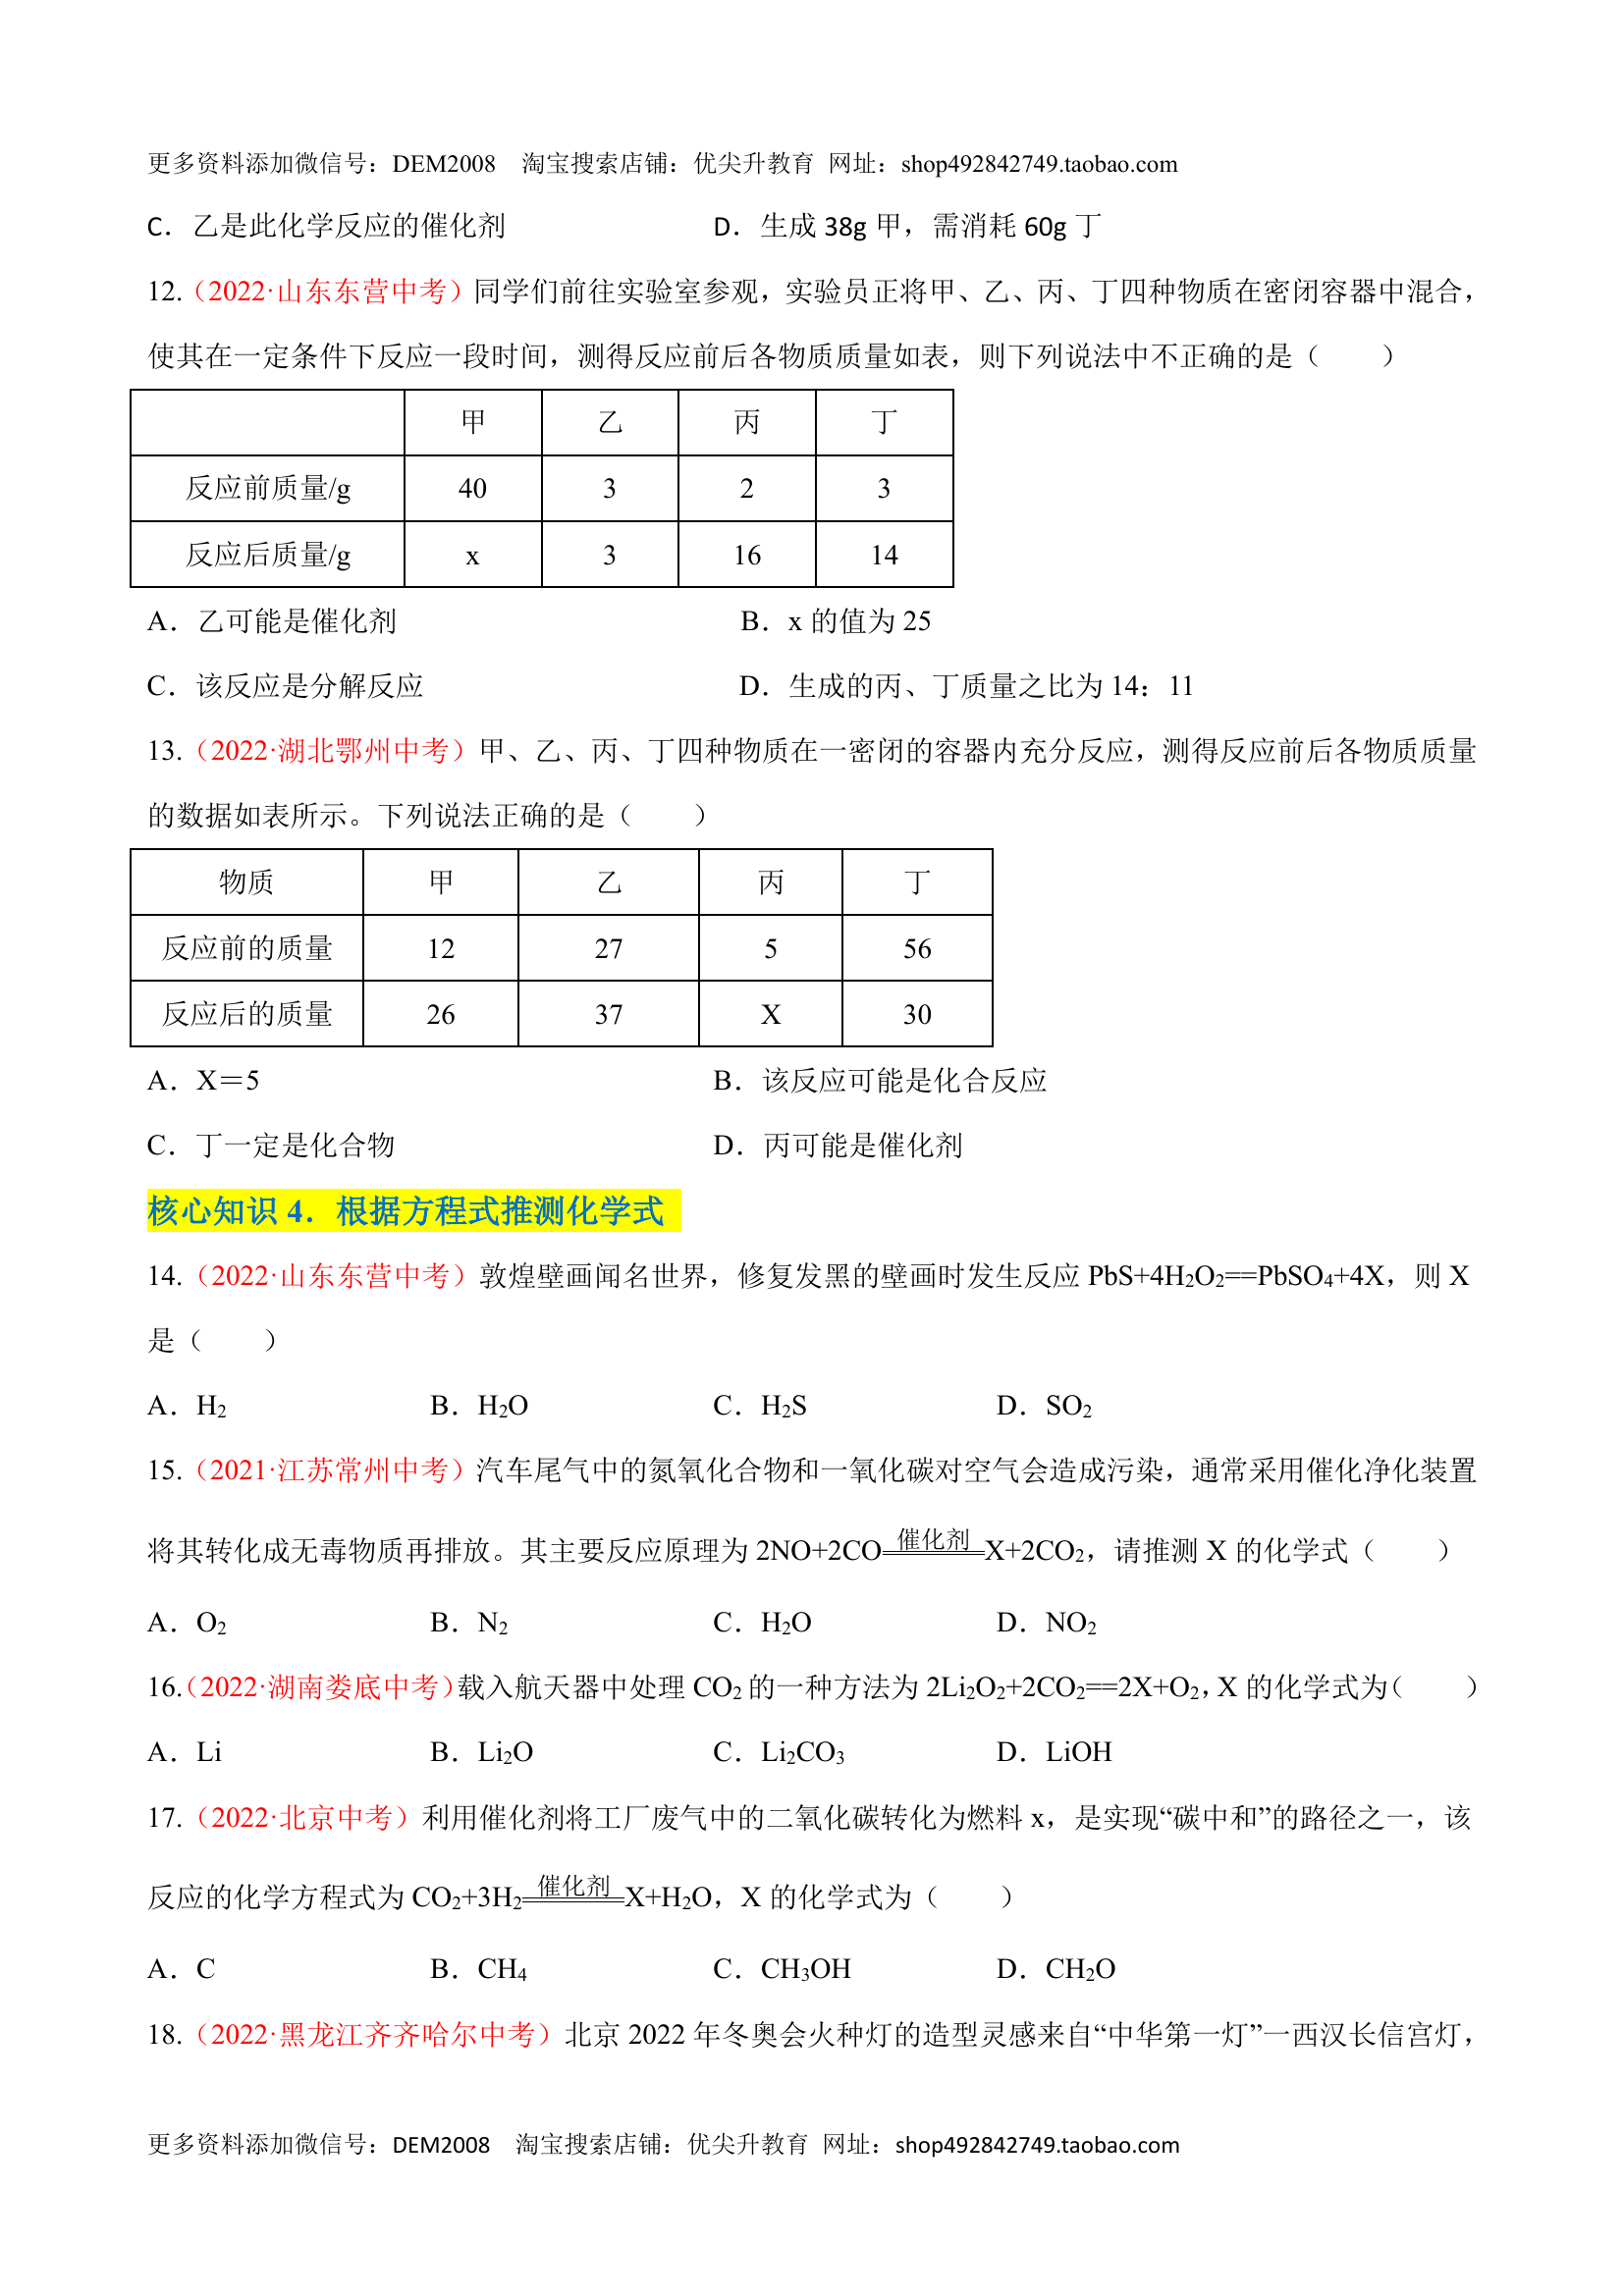 更多资料添加微信号：DEM2008　淘宝搜索店铺：优尖升教育 网址：shop492842749.taobao.com
C．乙是此化学反应的催化剂　D．生成 38g 甲，需消耗 60g 丁
12.（2022·山东东营中考）同学们前往实验室参观，实验员正将甲、乙、丙、丁四种物质在密闭容器中混合，
使其在一定条件下反应一段时间，测得反应前后各物质质量如表，则下列说法中不正确的是（　　）
甲　乙　丙　丁
反应前质量/g　40　3　2　3
反应后质量/g　x　3　16　14
A．乙可能是催化剂　B．x 的值为 25
C．该反应是分解反应　D．生成的丙、丁质量之比为 14：11
13.（2022·湖北鄂州中考）甲、乙、丙、丁四种物质在一密闭的容器内充分反应，测得反应前后各物质质量
的数据如表所示。下列说法正确的是（　　）
物质　甲　乙　丙　丁
反应前的质量　12　27　5　56
反应后的质量　26　37　X　30
A．X＝5　B．该反应可能是化合反应
C．丁一定是化合物　D．丙可能是催化剂
核心知识 4．根据方程式推测化学式
14.（2022·山东东营中考）敦煌壁画闻名世界，修复发黑的壁画时发生反应 PbS+4H₂O₂==PbSO₄+4X，则 X
是（　　）
A．H₂　B．H₂O　C．H₂S　D．SO₂
15.（2021·江苏常州中考）汽车尾气中的氮氧化合物和一氧化碳对空气会造成污染，通常采用催化净化装置
将其转化成无毒物质再排放。其主要反应原理为 2NO+2CO 催化剂 X+2CO₂，请推测 X 的化学式（　　）
A．O₂　B．N₂　C．H₂O　D．NO₂
16.（2022·湖南娄底中考）载入航天器中处理 CO₂ 的一种方法为 2Li₂O₂+2CO₂==2X+O₂，X 的化学式为（　　）
A．Li　B．Li₂O　C．Li₂CO₃　D．LiOH
17.（2022·北京中考）利用催化剂将工厂废气中的二氧化碳转化为燃料 x，是实现“碳中和”的路径之一，该
反应的化学方程式为 CO₂+3H₂ 催化剂 X+H₂O，X 的化学式为（　　）
A．C　B．CH₄　C．CH₃OH　D．CH₂O
18.（2022·黑龙江齐齐哈尔中考）北京 2022 年冬奥会火种灯的造型灵感来自“中华第一灯”一西汉长信宫灯，
更多资料添加微信号：DEM2008　淘宝搜索店铺：优尖升教育 网址：shop492842749.taobao.com